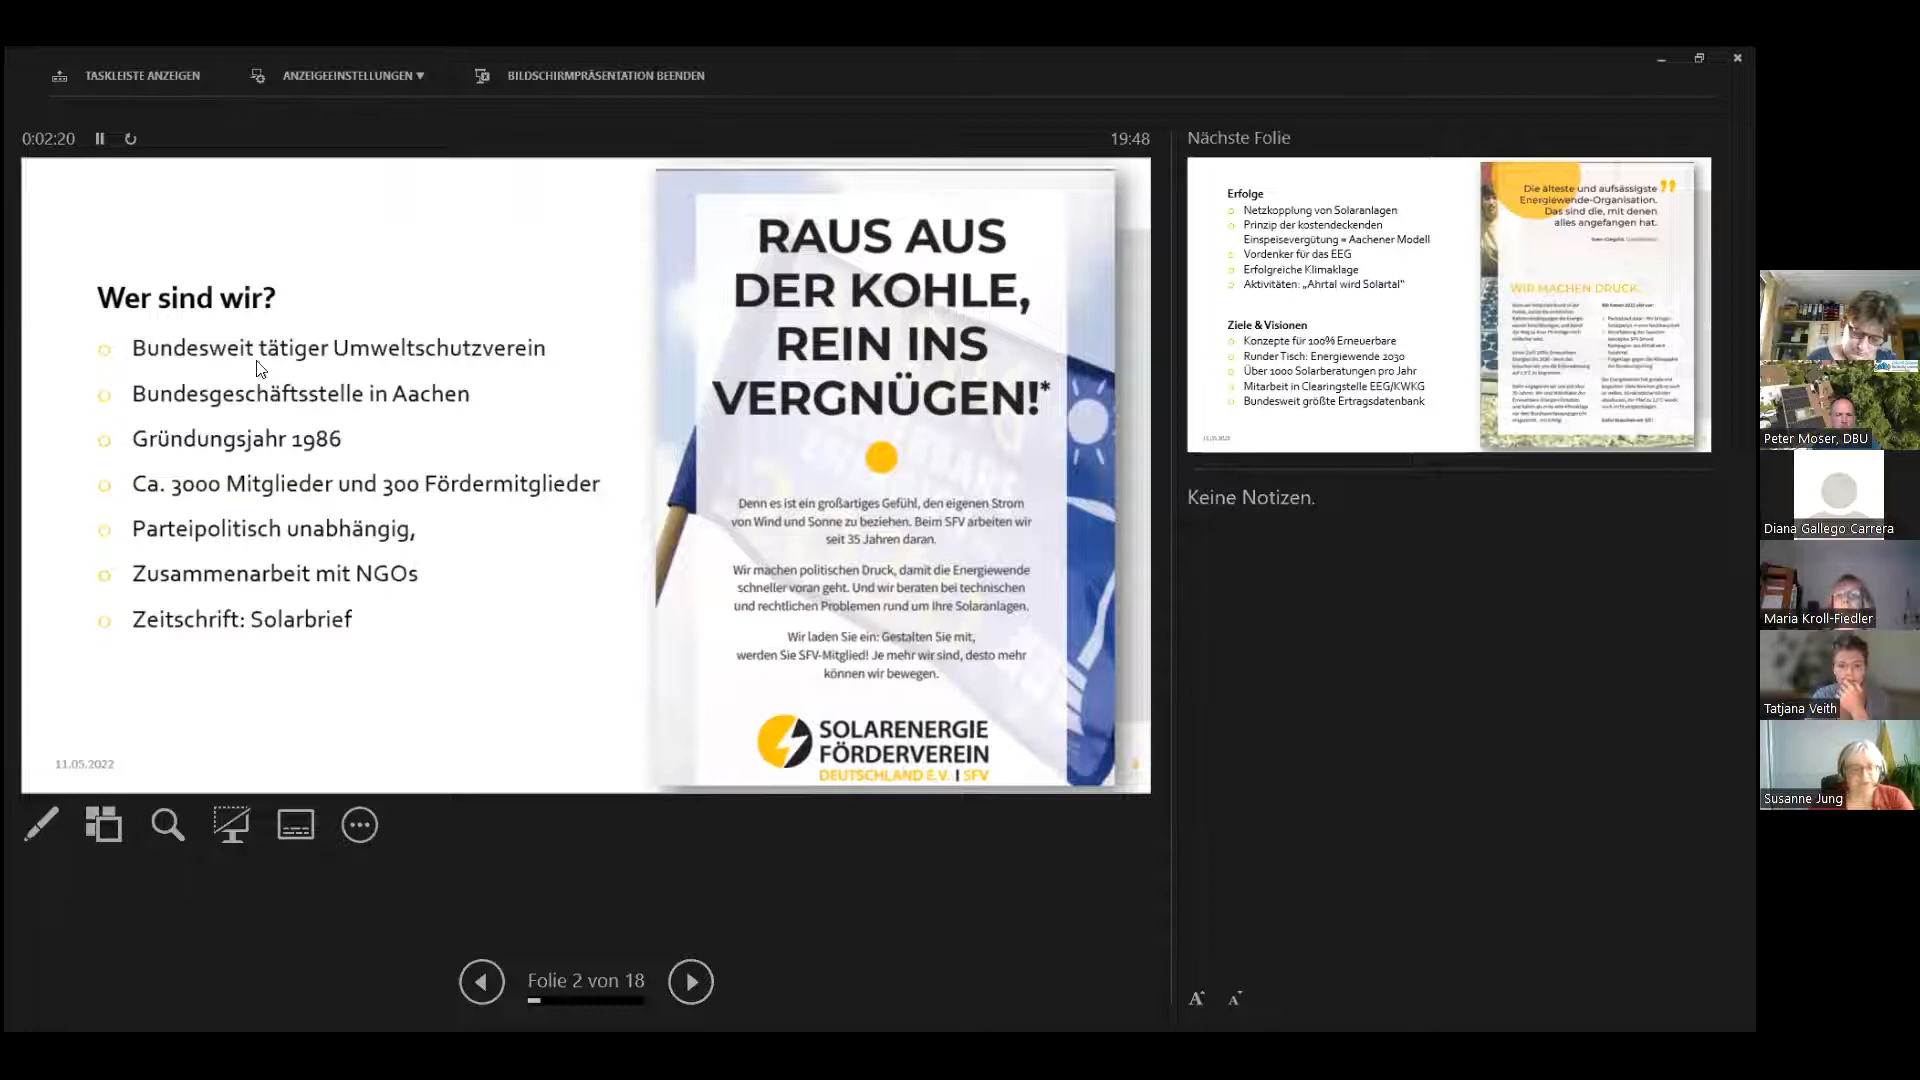 TASKLEISTE ANZEIGEN
ANZEIGEEINSTELLUNGEN ▼
BILDSCHIRMPRÄSENTATION BEENDEN
0:02:20
19:48
Wer sind wir?
Bundesweit tätiger Umweltschutzverein
Bundesgeschäftsstelle in Aachen
Gründungsjahr 1986
Ca. 3000 Mitglieder und 300 Fördermitglieder
Parteipolitisch unabhängig,
Zusammenarbeit mit NGOs
Zeitschrift: Solarbrief
11.05.2022
RAUS AUS
DER KOHLE,
REIN INS
VERGNÜGEN!*
Denn es ist ein großartiges Gefühl, den eigenen Strom
von Wind und Sonne zu beziehen. Beim SFV arbeiten wir
seit 35 Jahren daran.
Wir machen politischen Druck, damit die Energiewende
schneller voran geht. Und wir beraten bei technischen
und rechtlichen Problemen rund um Ihre Solaranlagen.
Wir laden Sie ein: Gestalten Sie mit,
werden Sie SFV-Mitglied! Je mehr wir sind, desto mehr
können wir bewegen.
SOLARENERGIE
FÖRDERVEREIN
DEUTSCHLAND E.V. | SFV
Folie 2 von 18
Nächste Folie
Erfolge
Netzkopplung von Solaranlagen
Prinzip der kostendeckenden
Einspeisevergütung = Aachener Modell
Vordenker für das EEG
Erfolgreiche Klimaklage
Aktivitäten: „Ahrtal wird Solartal“
Ziele & Visionen
Konzepte für 100% Erneuerbare
Runder Tisch: Energiewende 2030
Über 1000 Solarberatungen pro Jahr
Mitarbeit in Clearingstelle EEG/KWKG
Bundesweit größte Ertragsdatenbank
11.05.2022
Die älteste und aufsässigste
Energiewende-Organisation.
Das sind die, mit denen
alles angefangen hat.
WIR MACHEN DRUCK.
Keine Notizen.
Peter Moser, DBU
Diana Gallego Carrera
Maria Kroll-Fiedler
Tatjana Veith
Susanne Jung